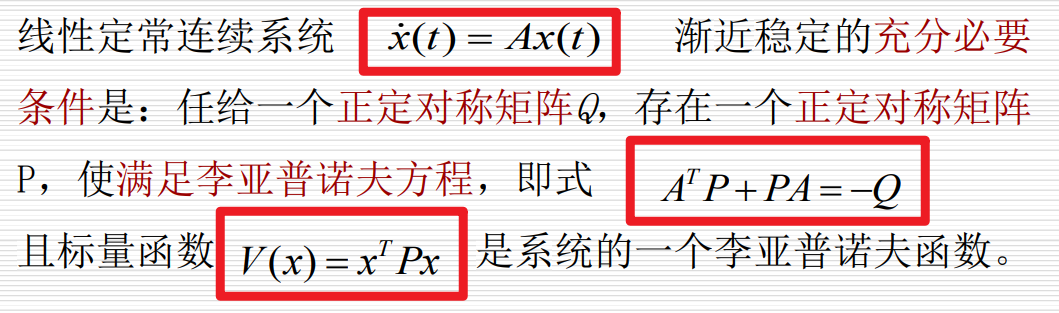 线性定常连续系统 ẋ(t) = Ax(t) 渐近稳定的充分必要
条件是：任给一个正定对称矩阵Q，存在一个正定对称矩阵
P，使满足李亚普诺夫方程，即式 AᵀP + PA = −Q
且标量函数 V(x) = xᵀPx 是系统的一个李亚普诺夫函数。